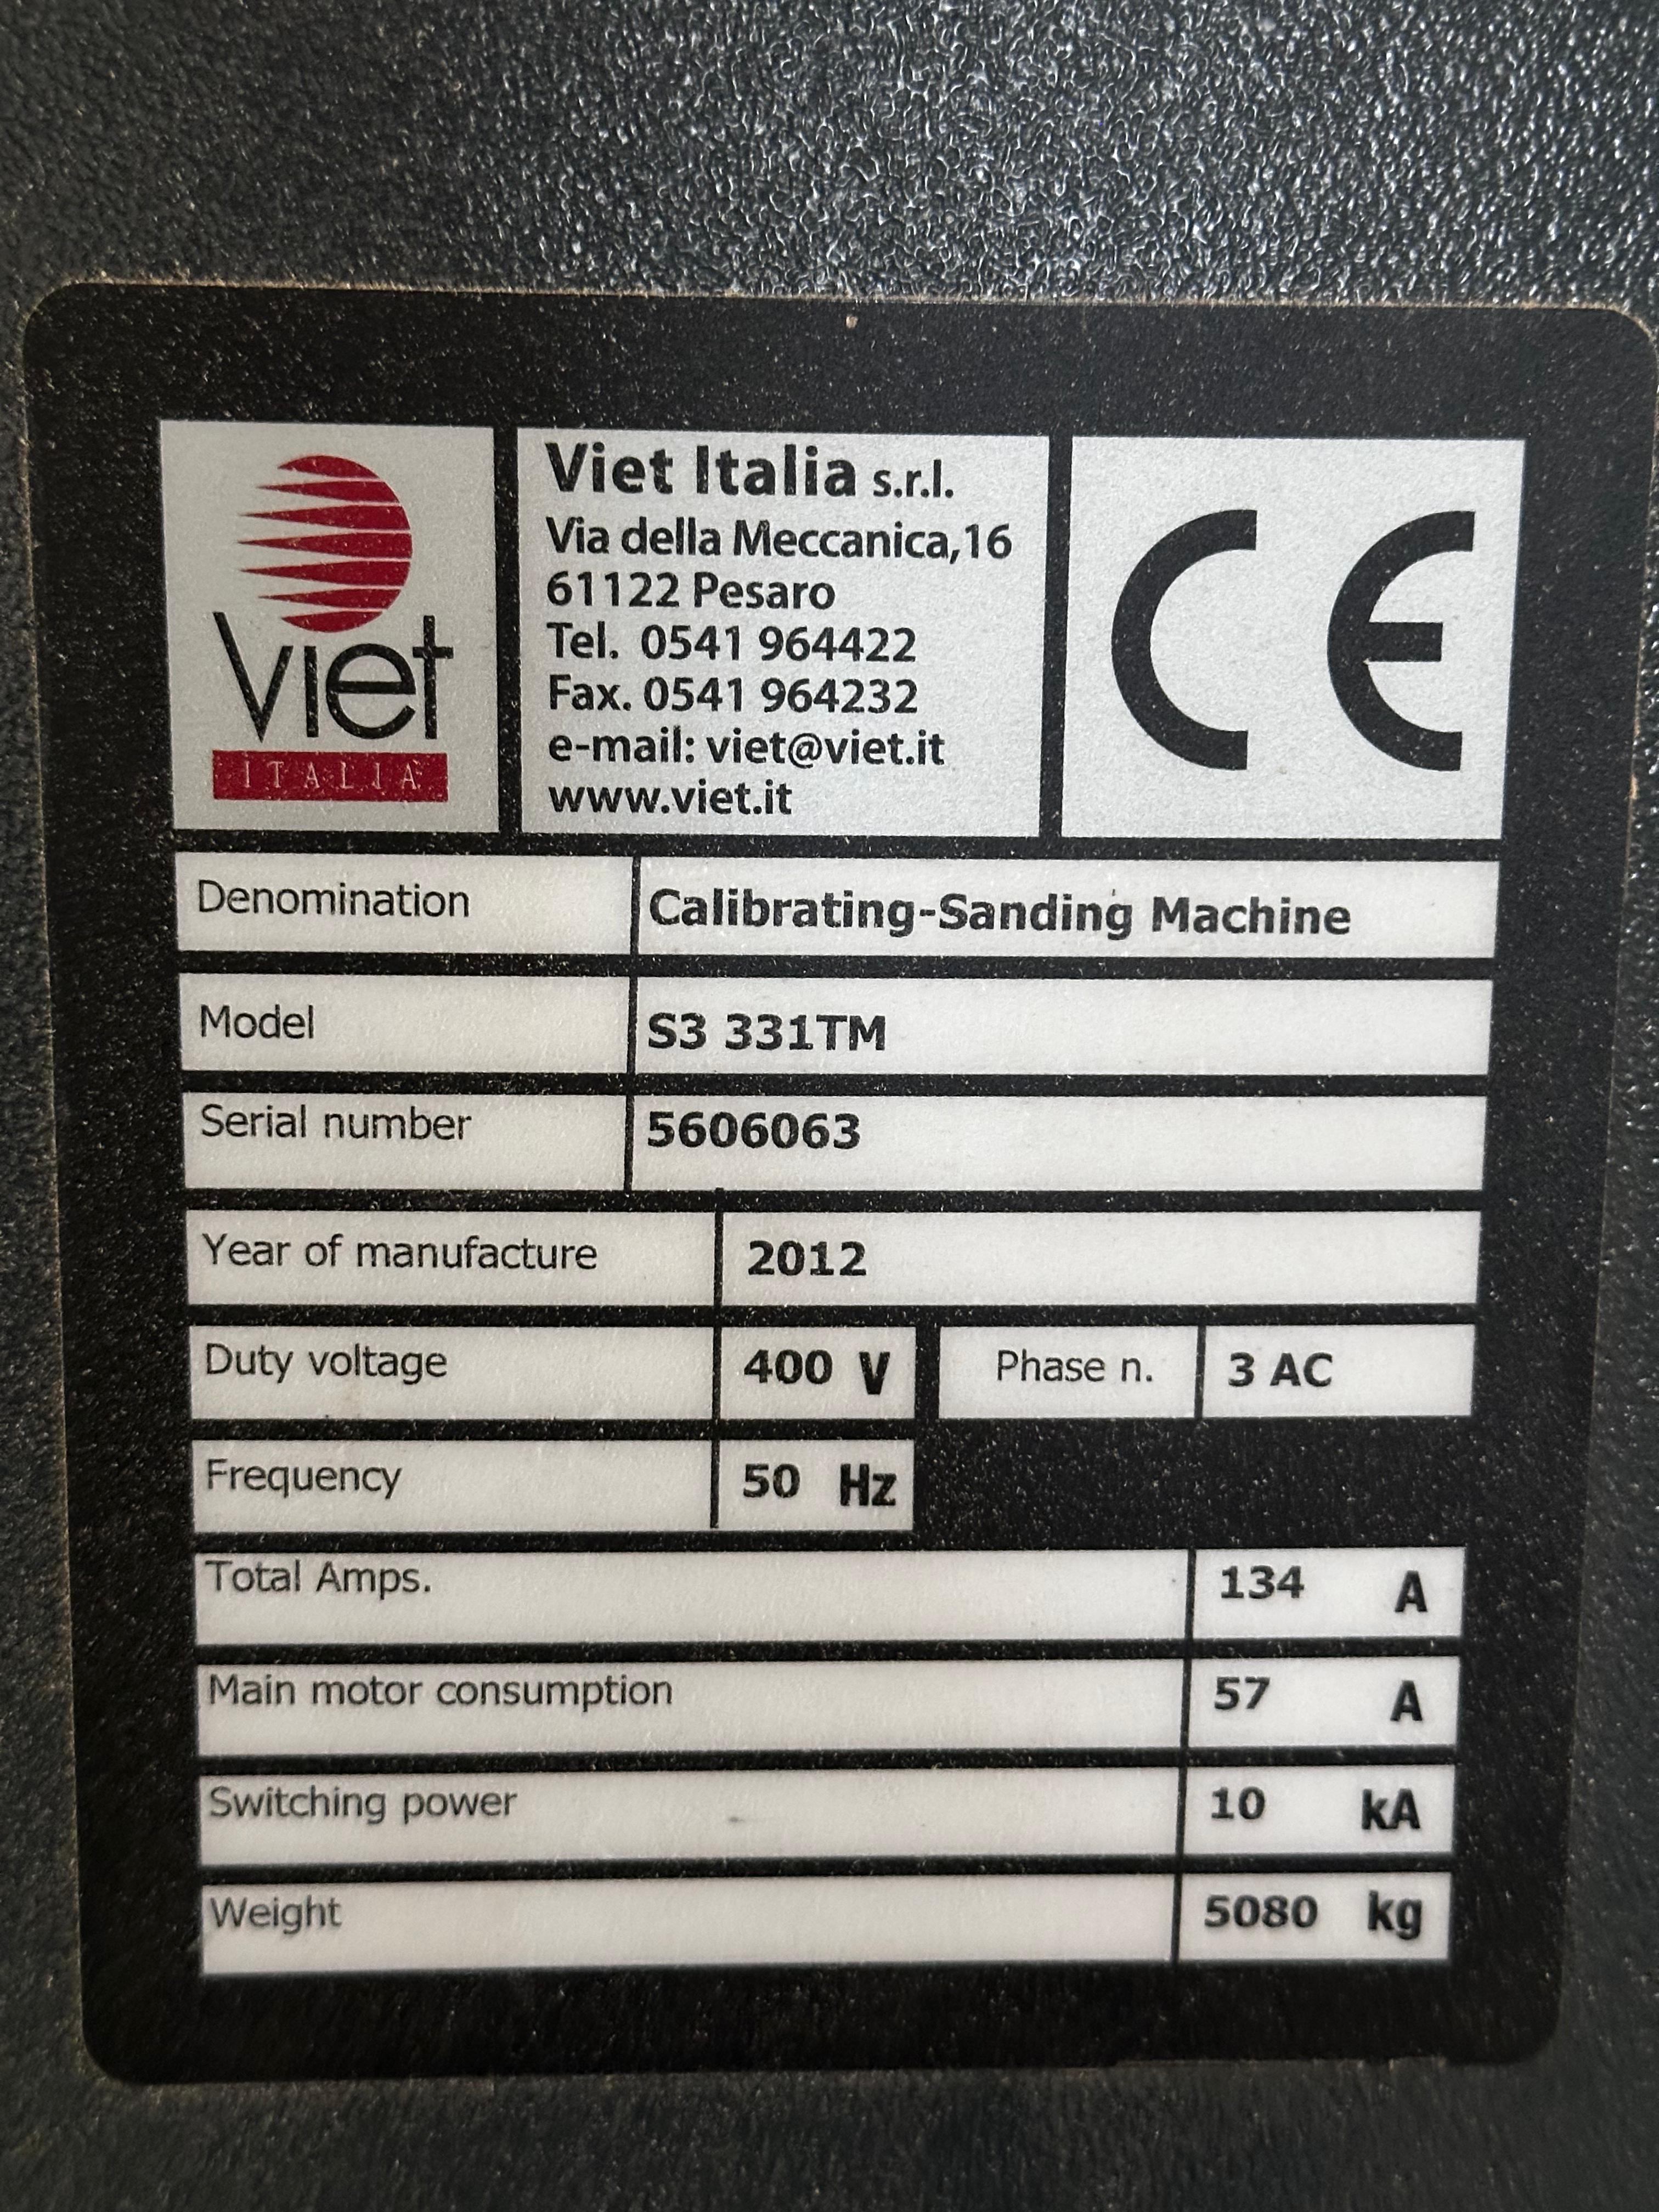 viet
ITALIA
Viet Italia s.r.l.
Via della Meccanica,16
61122 Pesaro
Tel. 0541 964422
Fax. 0541 964232
e-mail: viet@viet.it
www.viet.it
CE
Denomination Calibrating-Sanding Machine
Model S3 331TM
Serial number 5606063
Year of manufacture 2012
Duty voltage 400 V Phase n. 3 AC
Frequency 50 Hz
Total Amps. 134 A
Main motor consumption 57 A
Switching power 10 kA
Weight 5080 kg